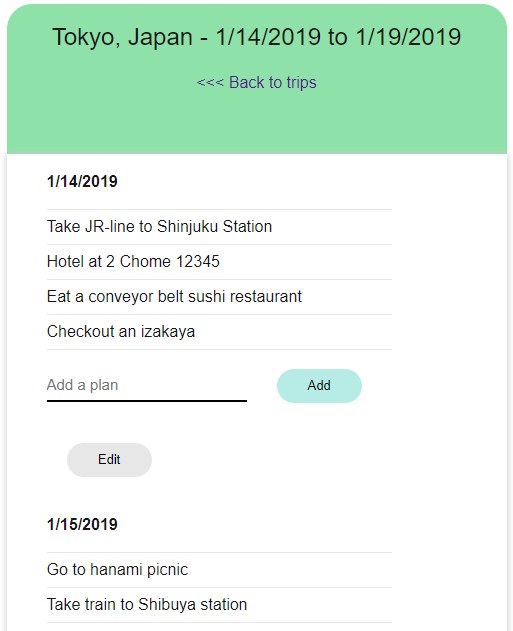 Tokyo, Japan - 1/14/2019 to 1/19/2019
<<< Back to trips
1/14/2019
Take JR-line to Shinjuku Station
Hotel at 2 Chome 12345
Eat a conveyor belt sushi restaurant
Checkout an izakaya
Add a plan
Add
Edit
1/15/2019
Go to hanami picnic
Take train to Shibuya station